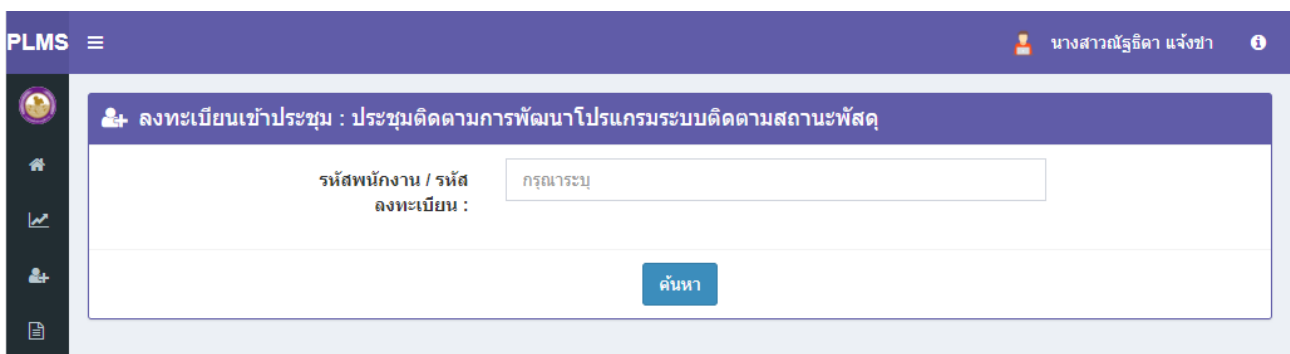 PLMS นางสาวณัฐธิดา แจ้งขำ
ลงทะเบียนเข้าประชุม : ประชุมติดตามการพัฒนาโปรแกรมระบบติดตามสถานะพัสดุ
รหัสพนักงาน / รหัส
ลงทะเบียน :
กรุณาระบุ
ค้นหา